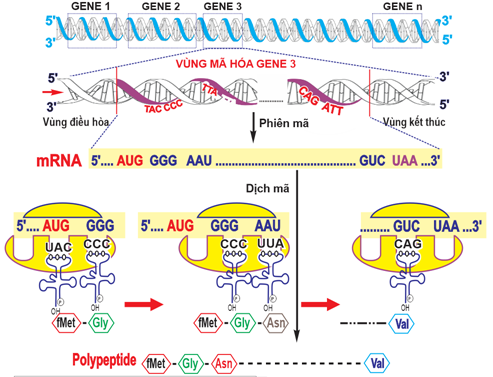 GENE 1 GENE 2 GENE 3 GENE n
5' 5'
3' 3'
VÙNG MÃ HÓA GENE 3
5' 3'
TAC CCC TTA CAG ATT
3' 5'
Vùng điều hòa Vùng kết thúc
Phiên mã
mRNA 5'.... AUG GGG AAU ........................................ GUC UAA ...3'
Dịch mã
5'.... AUG GGG 5'.... AUG GGG AAU ......... GUC UAA ...3'
UAC CCC CCC UUA CAG
OH OH OH
fMet Gly fMet Gly Asn Val
Polypeptide fMet Gly Asn Val